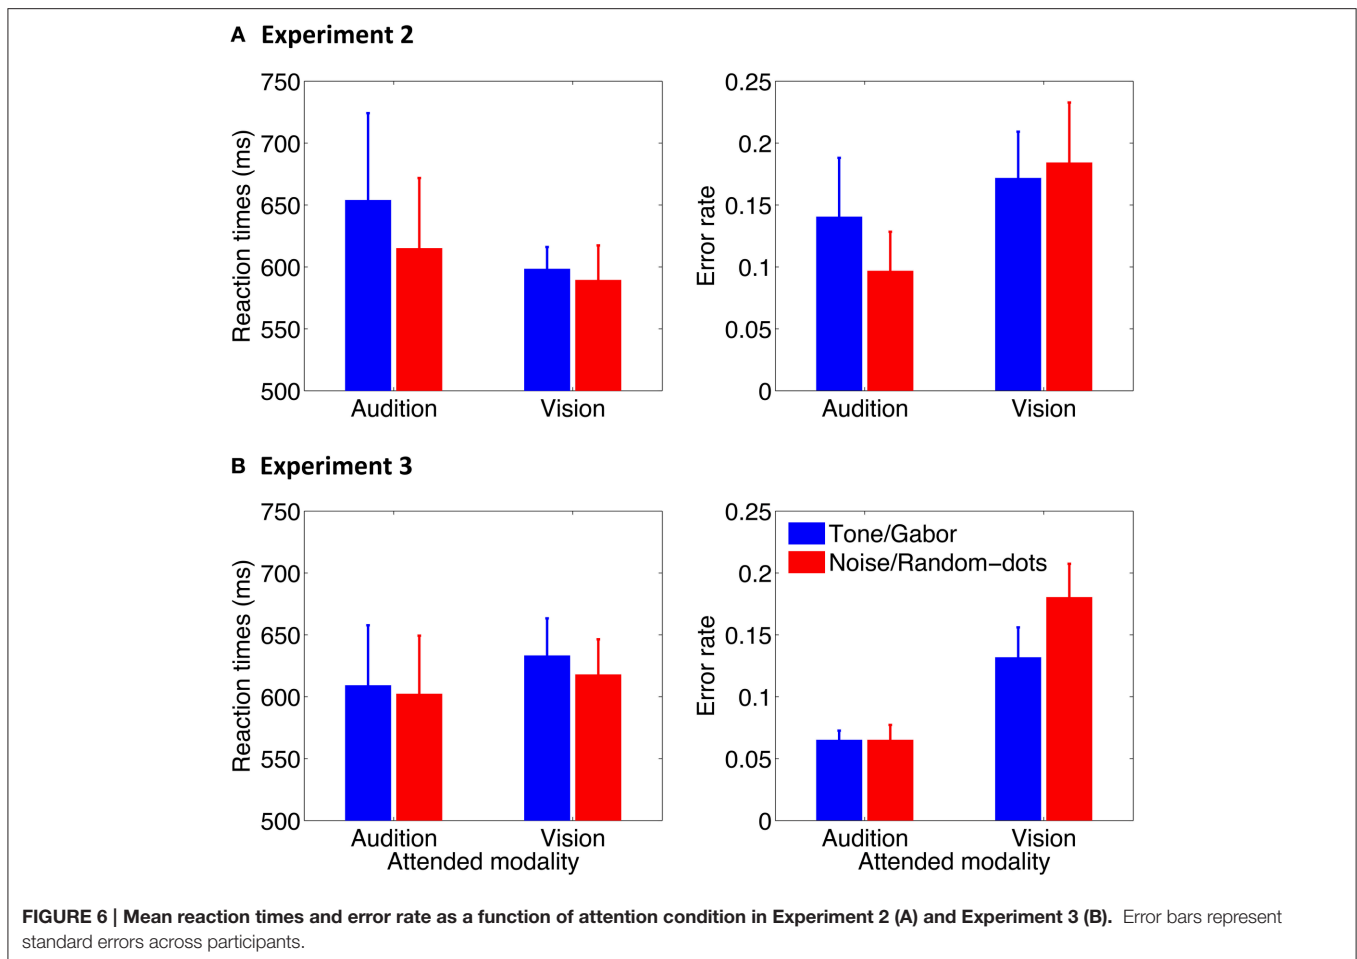 A Experiment 2
750
700
650
600
550
500
Reaction times (ms)
Audition
Vision
0.25
0.2
0.15
0.1
0.05
0
Error rate
Audition
Vision
B Experiment 3
750
700
650
600
550
500
Reaction times (ms)
Audition
Vision
Attended modality
0.25
0.2
0.15
0.1
0.05
0
Error rate
Tone/Gabor
Noise/Random−dots
Audition
Vision
Attended modality
FIGURE 6 | Mean reaction times and error rate as a function of attention condition in Experiment 2 (A) and Experiment 3 (B). Error bars represent
standard errors across participants.